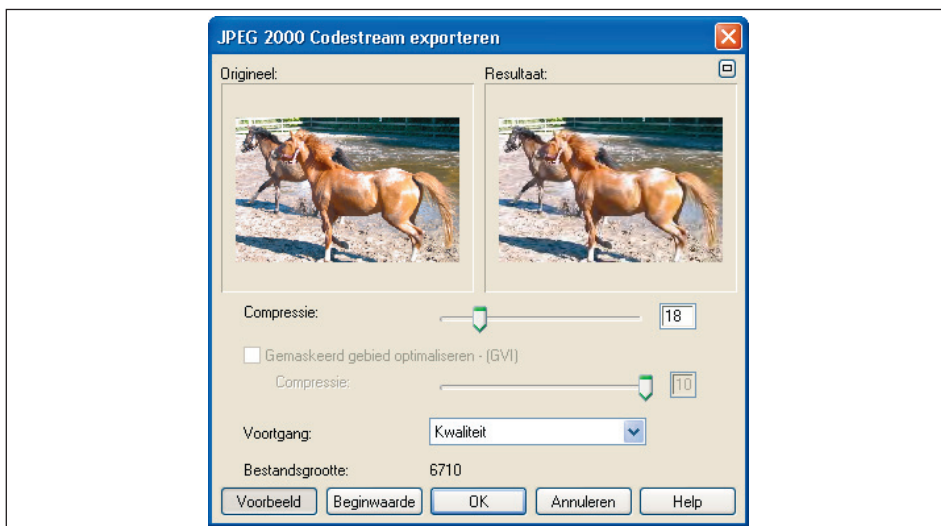 JPEG 2000 Codestream exporteren
Origineel: Resultaat:
Compressie: 18
Gemaskeerd gebied optimaliseren - (GVI)
Compressie: 10
Voortgang: Kwaliteit
Bestandsgrootte: 6710
Voorbeeld Beginwaarde OK Annuleren Help